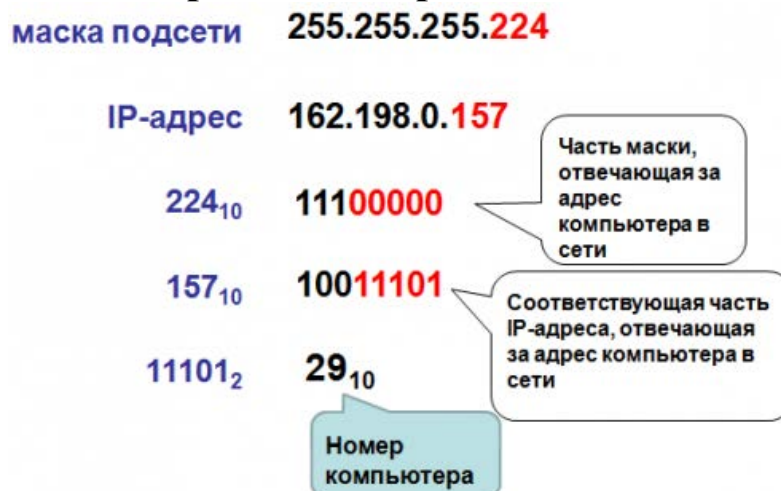 маска подсети 255.255.255.224
IP-адрес 162.198.0.157
Часть маски,
отвечающая за
адрес
компьютера в
сети
224₁₀ 11100000
157₁₀ 10011101
Соответствующая часть
IP-адреса, отвечающая
за адрес компьютера в
сети
11101₂ 29₁₀
Номер
компьютера